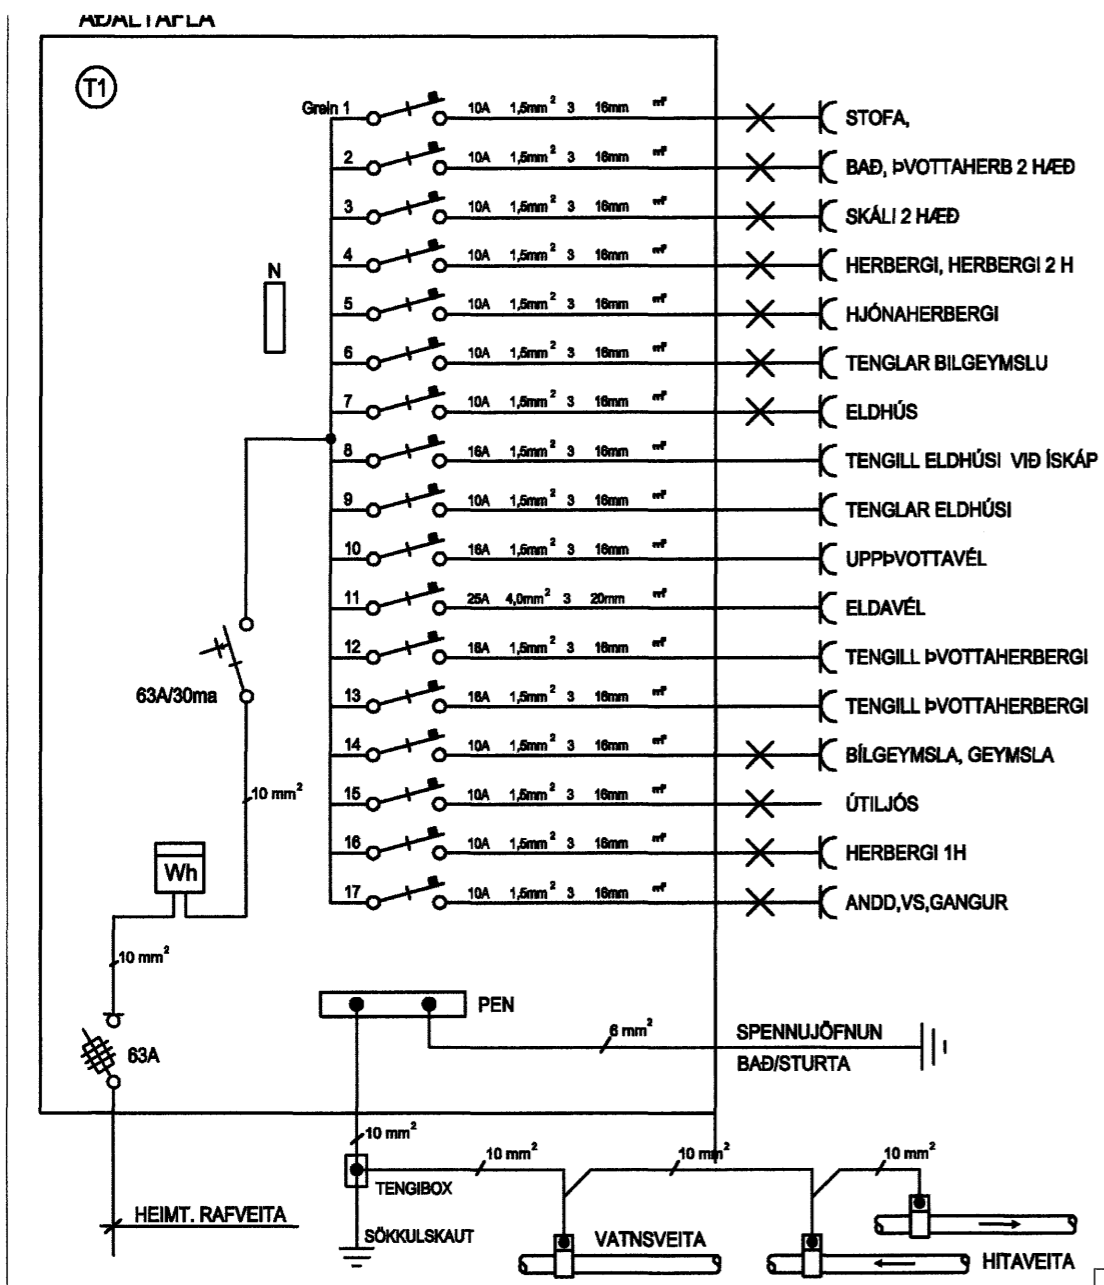 AÐALTAFLA
T1
Grein 1 10A 1,5mm² 3 16mm STOFA,
2 10A 1,5mm² 3 16mm BAÐ, ÞVOTTAHERB 2 HÆÐ
3 10A 1,5mm² 3 16mm SKÁLI 2 HÆÐ
4 10A 1,5mm² 3 16mm HERBERGI, HERBERGI 2 H
N
5 10A 1,5mm² 3 16mm HJÓNAHERBERGI
6 10A 1,5mm² 3 16mm TENGLAR BILGEYMSLU
7 10A 1,5mm² 3 16mm ELDHÚS
8 16A 1,5mm² 3 16mm TENGILL ELDHÚSI VIÐ ÍSKÁP
9 10A 1,5mm² 3 16mm TENGLAR ELDHÚSI
10 16A 1,5mm² 3 16mm UPPÞVOTTAVÉL
11 25A 4,0mm² 3 20mm ELDAVÉL
12 16A 1,5mm² 3 16mm TENGILL ÞVOTTAHERBERGI
63A/30ma
13 16A 1,5mm² 3 16mm TENGILL ÞVOTTAHERBERGI
14 10A 1,5mm² 3 16mm BÍLGEYMSLA, GEYMSLA
10 mm²
15 10A 1,5mm² 3 16mm ÚTILJÓS
16 10A 1,5mm² 3 16mm HERBERGI 1H
Wh
17 10A 1,5mm² 3 16mm ANDD,VS,GANGUR
10 mm²
PEN
6 mm²
SPENNUJÖFNUN
BAÐ/STURTA
63A
10 mm²
10 mm² 10 mm² 10 mm²
TENGIBOX
HEIMT. RAFVEITA
SÖKKULSKAUT
VATNSVEITA
HITAVEITA